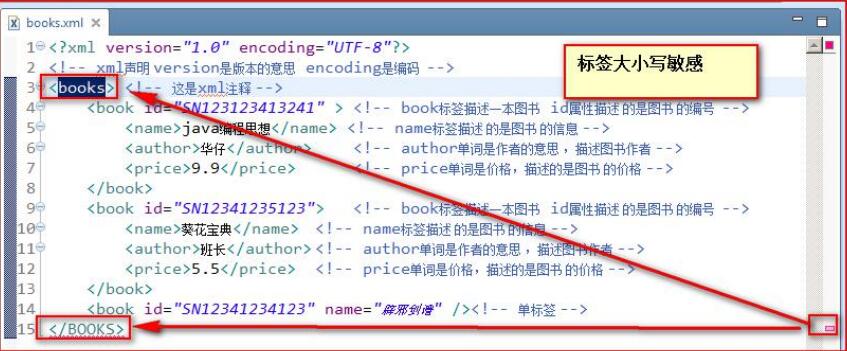 books.xml
1 <?xml version="1.0" encoding="UTF-8"?>
2 <!-- xml声明 version是版本的意思 encoding是编码 -->
3 <books> <!-- 这是xml注释 -->
标签大小写敏感
4 <book id="SN123123413241" > <!-- book标签描述一本图书 id属性描述 的是图书 的编号 -->
5 <name>java编程思想</name> <!-- name标签描述 的是图书 的信息 -->
6 <author>华仔</author> <!-- author单词是作者的意思 ，描述图书作者 -->
7 <price>9.9</price> <!-- price单词是价格，描述的是图书 的价格 -->
8 </book>
9 <book id="SN12341235123"> <!-- book标签描述一本图书 id属性描述 的是图书 的编号 -->
10 <name>葵花宝典</name> <!-- name标签描述 的是图书 的信息 -->
11 <author>班长</author> <!-- author单词是作者的意思 ，描述图书作者 -->
12 <price>5.5</price> <!-- price单词是价格，描述的是图书 的价格 -->
13 </book>
14 <book id="SN12341234123" name="辟邪剑谱" /><!-- 单标签 -->
15 </BOOKS>